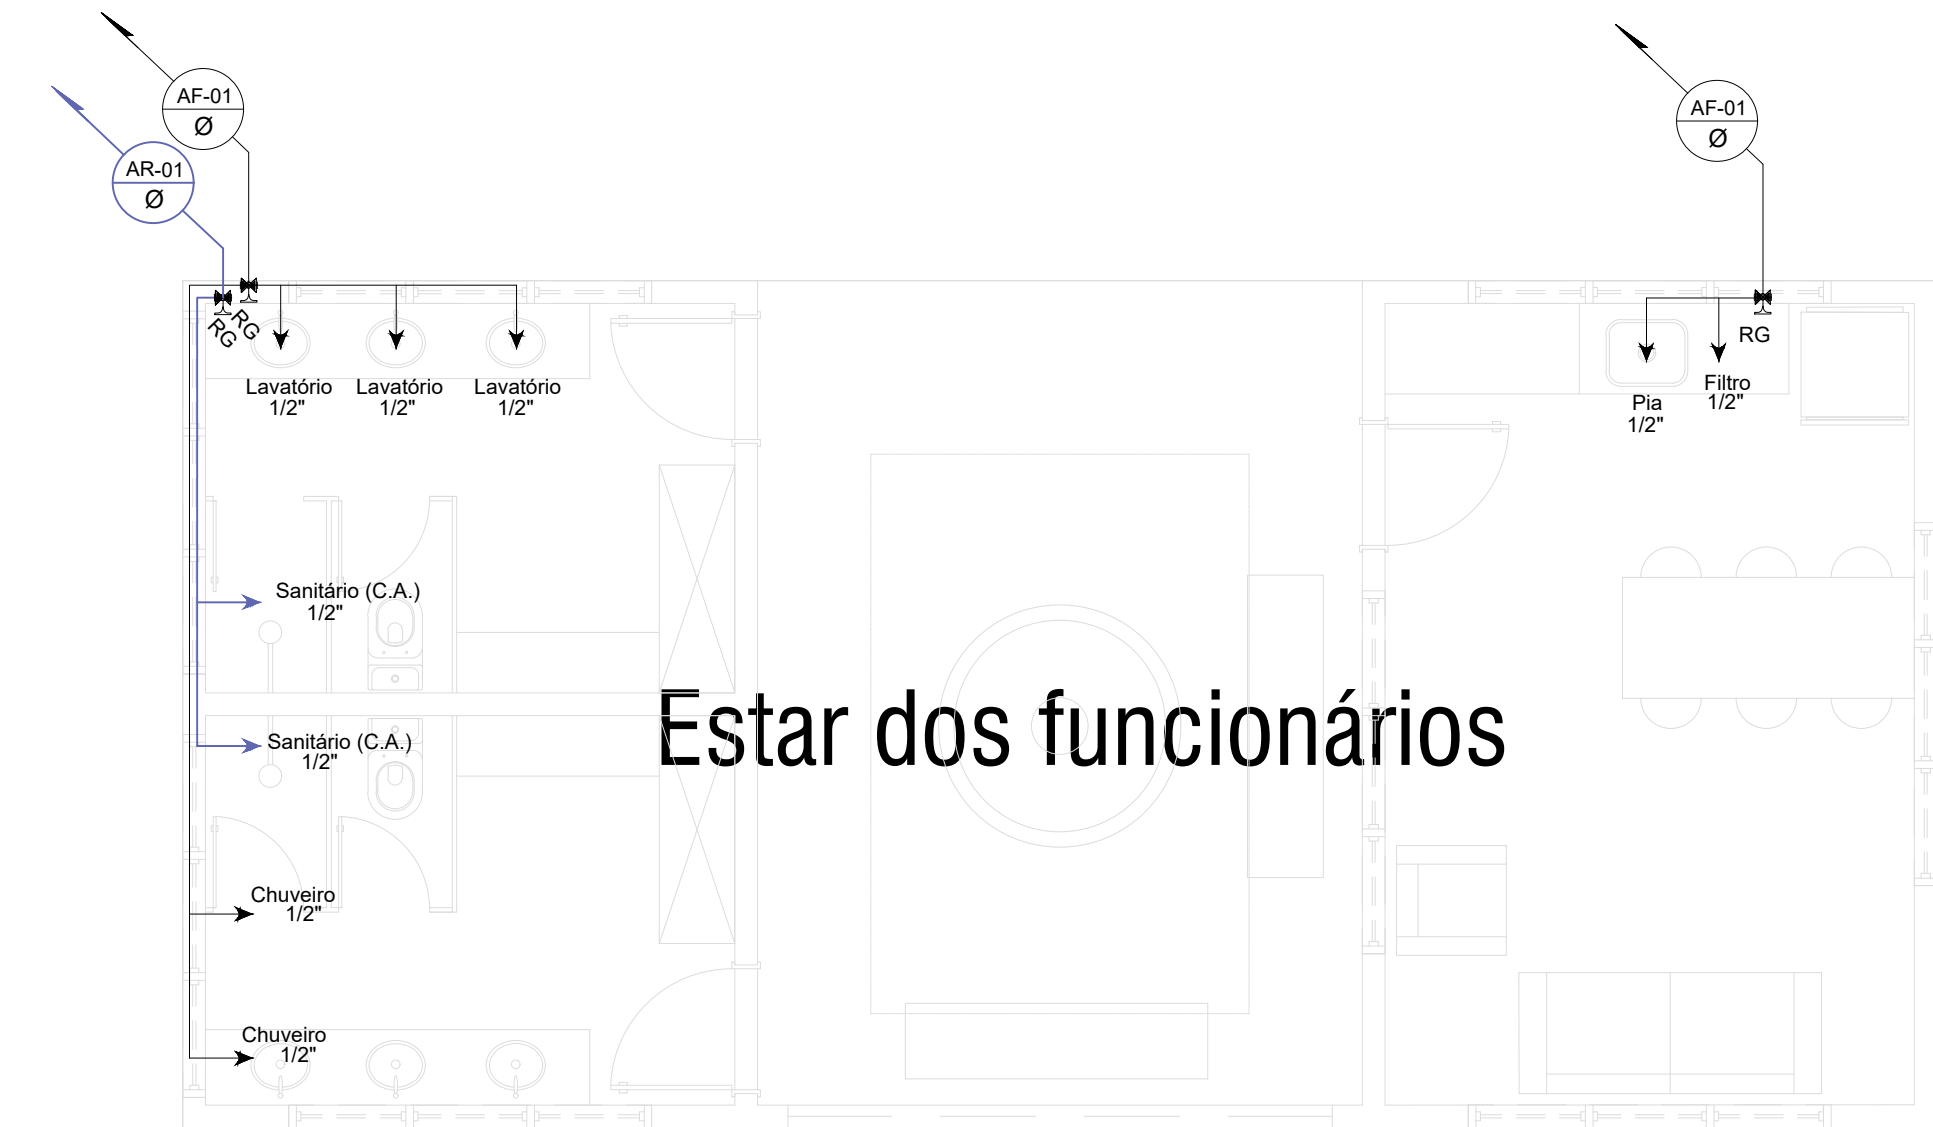 AF-01
Ø
AR-01
Ø
AF-01
Ø
RG
RG
RG
Lavatório
1/2"
Lavatório
1/2"
Lavatório
1/2"
Filtro
1/2"
Pia
1/2"
Sanitário (C.A.)
1/2"
Estar dos funcionários
Sanitário (C.A.)
1/2"
Chuveiro
1/2"
Chuveiro
1/2"